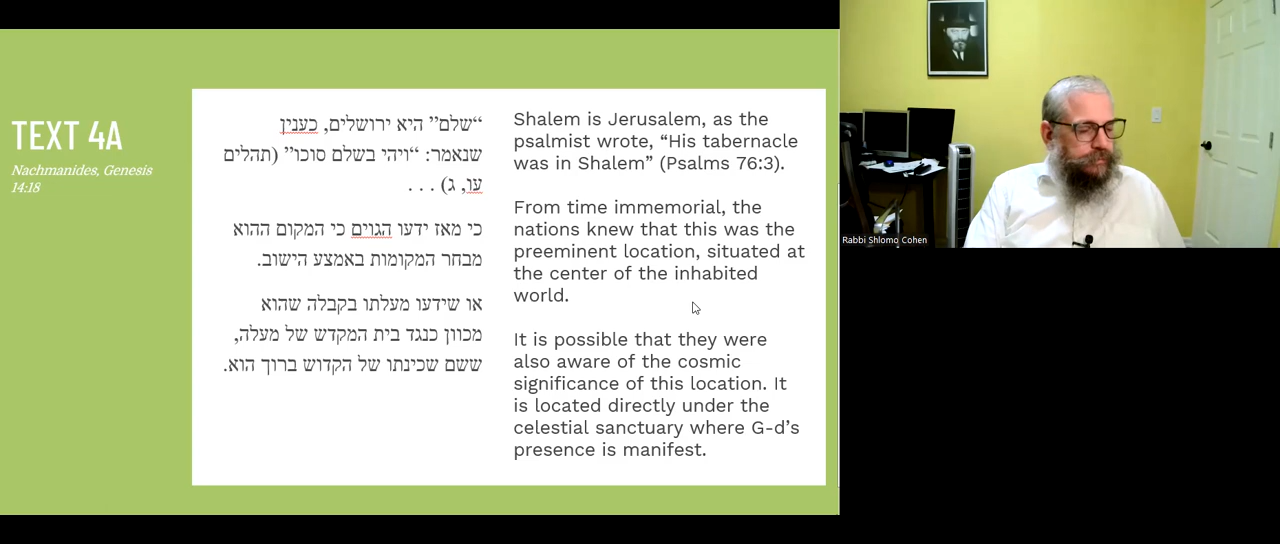 TEXT 4A
Nachmanides, Genesis
14:18
“שלם” היא ירושלים, כענין
שנאמר: “ויהי בשלם סוכו” (תהלים
עו, ג) . . .
כי מאז ידעו הגוים כי המקום ההוא
מבחר המקומות באמצע הישוב.
או שידעו מעלתו בקבלה שהוא
מכוון כנגד בית המקדש של מעלה,
ששם שכינתו של הקדוש ברוך הוא.
Shalem is Jerusalem, as the
psalmist wrote, “His tabernacle
was in Shalem” (Psalms 76:3).
From time immemorial, the
nations knew that this was the
preeminent location, situated at
the center of the inhabited
world.
It is possible that they were
also aware of the cosmic
significance of this location. It
is located directly under the
celestial sanctuary where G-d’s
presence is manifest.
Rabbi Shlomo Cohen